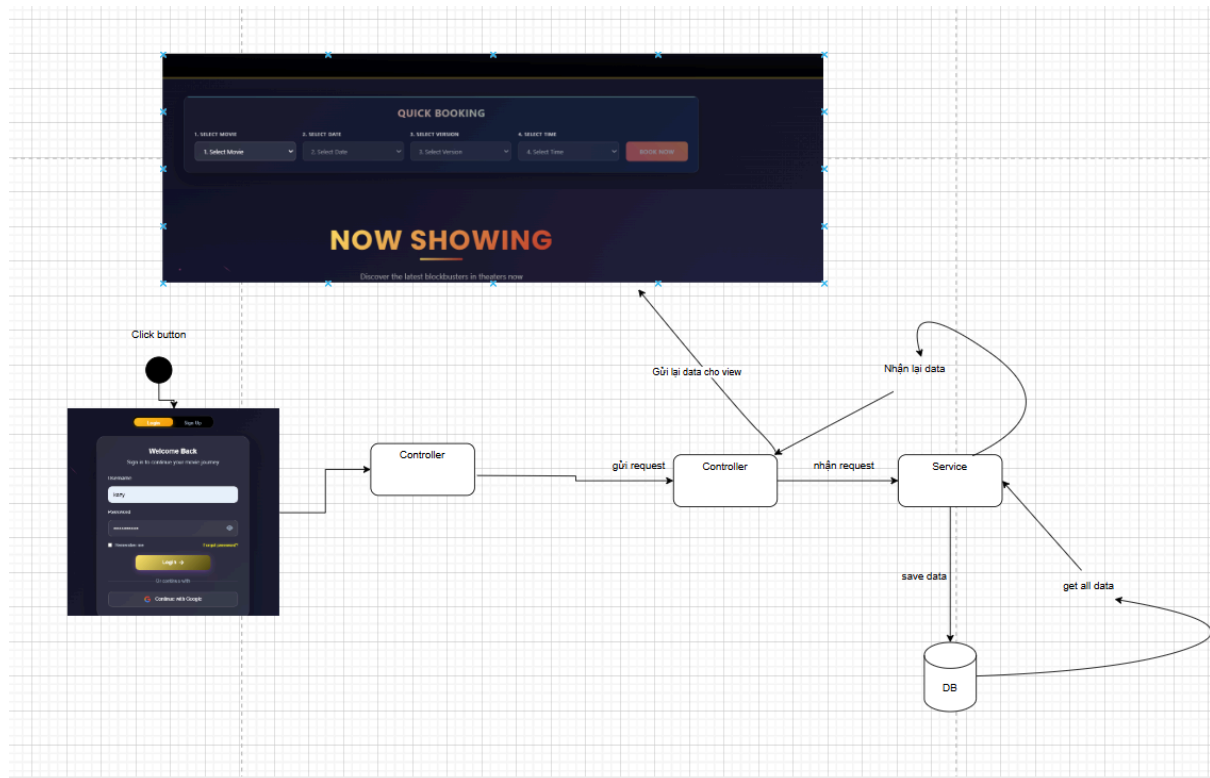 QUICK BOOKING
1. SELECT MOVIE 2. SELECT DATE 3. SELECT VERSION 4. SELECT TIME
1. Select Movie 2. Select Date 3. Select Version 4. Select Time BOOK NOW
NOW SHOWING
Discover the latest blockbusters in theaters now
Click button
Gửi lại data cho view
Nhận lại data
Login Sign Up
Welcome Back
Sign in to continue your movie journey
Username
Password
Remember me Forgot password?
Login
Or continue with
Continue with Google
Controller
gửi request
Controller
nhận request
Service
save data
get all data
DB